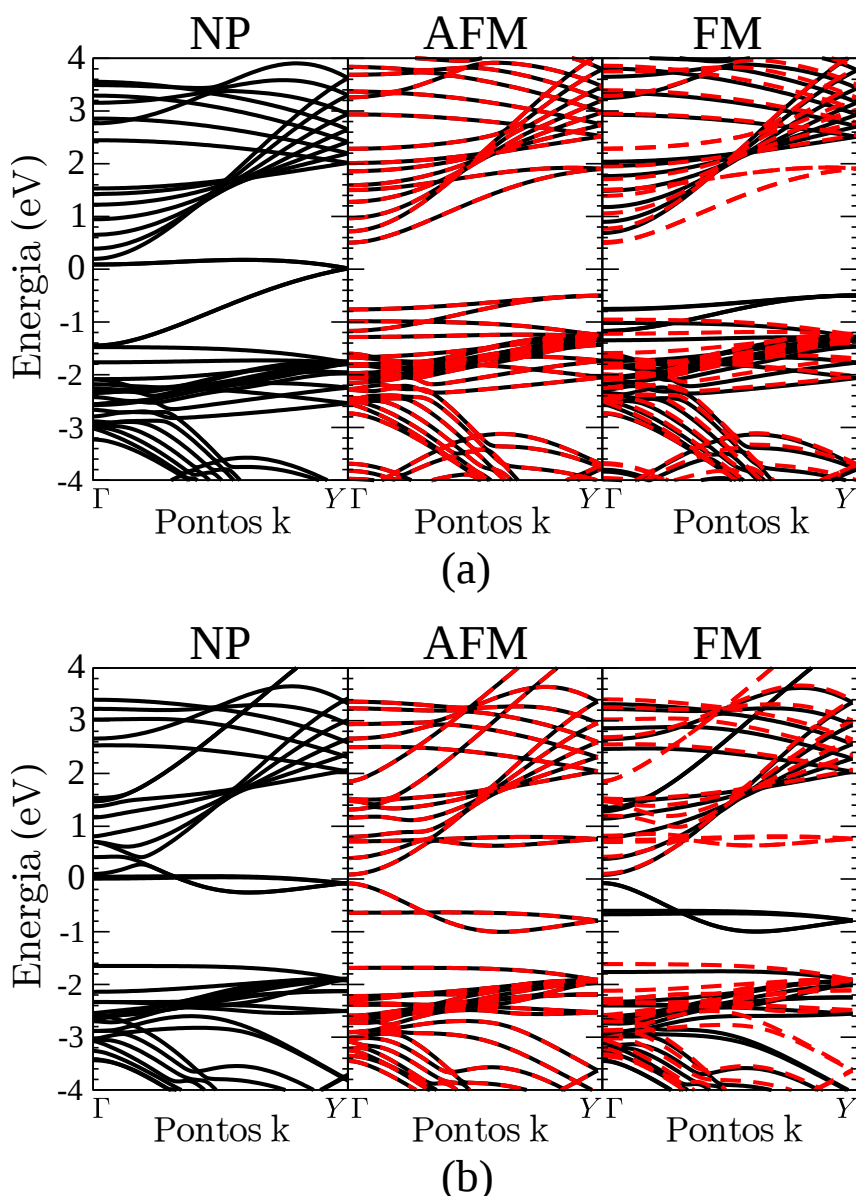 NP AFM FM
Energia (eV)
4
3
2
1
0
-1
-2
-3
-4
Γ Y Γ Y Γ Y
Pontos k Pontos k Pontos k
(a)
NP AFM FM
Energia (eV)
4
3
2
1
0
-1
-2
-3
-4
Γ Y Γ Y Γ Y
Pontos k Pontos k Pontos k
(b)